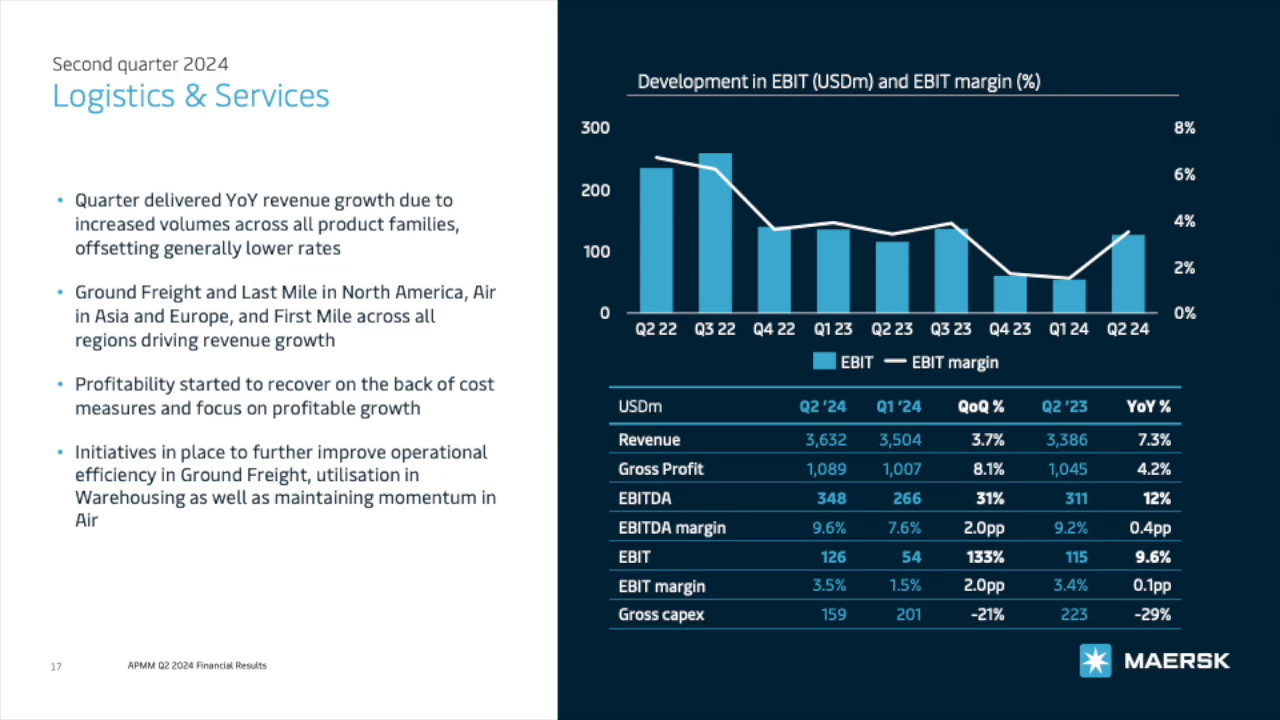 Second quarter 2024
Logistics & Services
• Quarter delivered YoY revenue growth due to
increased volumes across all product families,
offsetting generally lower rates
• Ground Freight and Last Mile in North America, Air
in Asia and Europe, and First Mile across all
regions driving revenue growth
• Profitability started to recover on the back of cost
measures and focus on profitable growth
• Initiatives in place to further improve operational
efficiency in Ground Freight, utilisation in
Warehousing as well as maintaining momentum in
Air
17 APMM Q2 2024 Financial Results
Development in EBIT (USDm) and EBIT margin (%)
300 8%
6%
200
4%
100
2%
0 0%
Q2 22 Q3 22 Q4 22 Q1 23 Q2 23 Q3 23 Q4 23 Q1 24 Q2 24
EBIT EBIT margin
USDm Q2 '24 Q1 '24 QoQ % Q2 '23 YoY %
Revenue 3,632 3,504 3.7% 3,386 7.3%
Gross Profit 1,089 1,007 8.1% 1,045 4.2%
EBITDA 348 266 31% 311 12%
EBITDA margin 9.6% 7.6% 2.0pp 9.2% 0.4pp
EBIT 126 54 133% 115 9.6%
EBIT margin 3.5% 1.5% 2.0pp 3.4% 0.1pp
Gross capex 159 201 -21% 223 -29%
MAERSK